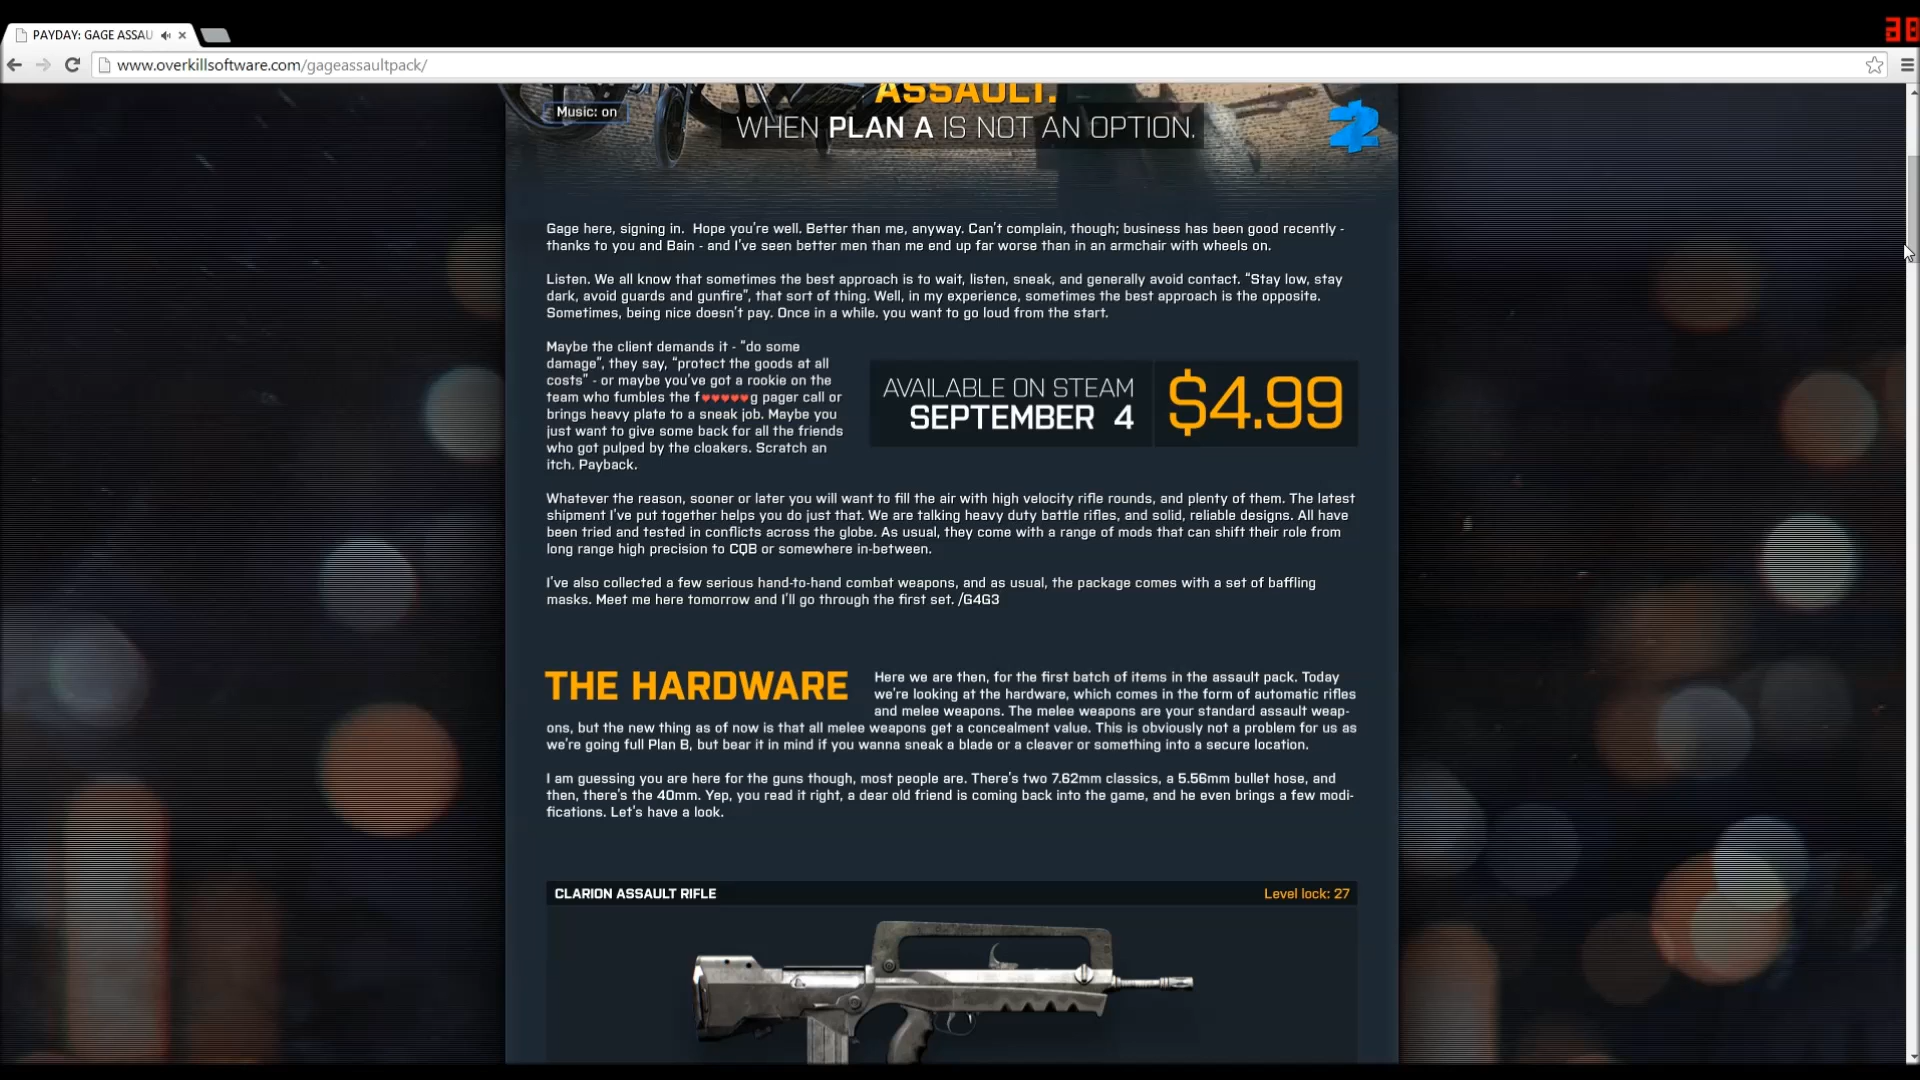 PAYDAY: GAGE ASSAU
38
www.overkillsoftware.com/gageassaultpack/
ASSAULT.
Music: on
WHEN PLAN A IS NOT AN OPTION.
2
Gage here, signing in. Hope you're well. Better than me, anyway. Can't complain, though; business has been good recently -
thanks to you and Bain - and I've seen better men than me end up far worse than in an armchair with wheels on.
Listen. We all know that sometimes the best approach is to wait, listen, sneak, and generally avoid contact. "Stay low, stay
dark, avoid guards and gunfire", that sort of thing. Well, in my experience, sometimes the best approach is the opposite.
Sometimes, being nice doesn't pay. Once in a while. you want to go loud from the start.
Maybe the client demands it - "do some
damage", they say, "protect the goods at all
costs" - or maybe you've got a rookie on the
team who fumbles the f♥♥♥♥♥g pager call or
brings heavy plate to a sneak job. Maybe you
just want to give some back for all the friends
who got pulped by the cloakers. Scratch an
itch. Payback.
AVAILABLE ON STEAM
SEPTEMBER 4
$4.99
Whatever the reason, sooner or later you will want to fill the air with high velocity rifle rounds, and plenty of them. The latest
shipment I've put together helps you do just that. We are talking heavy duty battle rifles, and solid, reliable designs. All have
been tried and tested in conflicts across the globe. As usual, they come with a range of mods that can shift their role from
long range high precision to CQB or somewhere in-between.
I've also collected a few serious hand-to-hand combat weapons, and as usual, the package comes with a set of baffling
masks. Meet me here tomorrow and I'll go through the first set. /G4G3
THE HARDWARE
Here we are then, for the first batch of items in the assault pack. Today
we're looking at the hardware, which comes in the form of automatic rifles
and melee weapons. The melee weapons are your standard assault weap-
ons, but the new thing as of now is that all melee weapons get a concealment value. This is obviously not a problem for us as
we're going full Plan B, but bear it in mind if you wanna sneak a blade or a cleaver or something into a secure location.
I am guessing you are here for the guns though, most people are. There's two 7.62mm classics, a 5.56mm bullet hose, and
then, there's the 40mm. Yep, you read it right, a dear old friend is coming back into the game, and he even brings a few modi-
fications. Let's have a look.
CLARION ASSAULT RIFLE
Level lock: 27